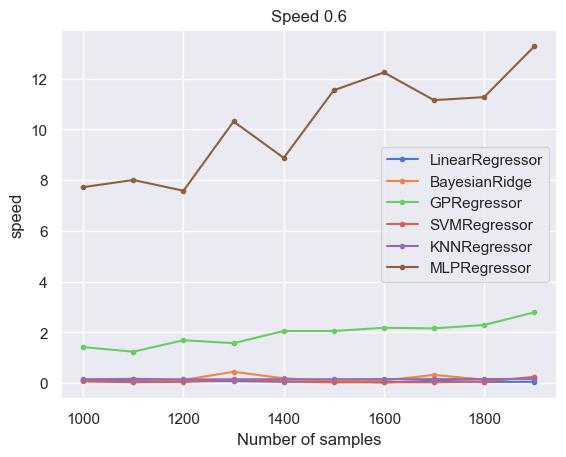 Speed 0.6
12
10
8
6
4
2
0
speed
LinearRegressor
BayesianRidge
GPRegressor
SVMRegressor
KNNRegressor
MLPRegressor
1000 1200 1400 1600 1800
Number of samples